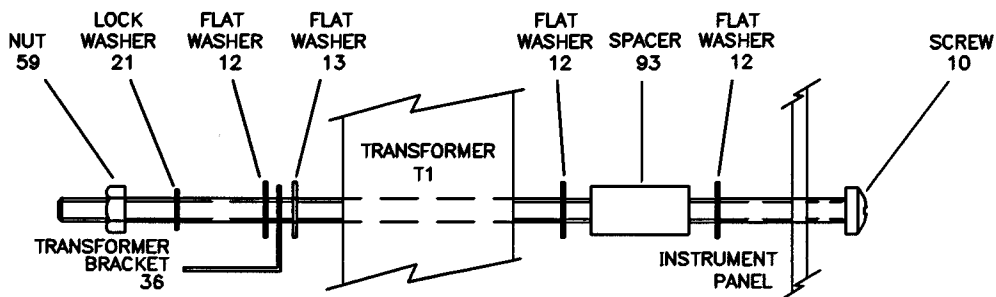 NUT
59
LOCK
WASHER
21
FLAT
WASHER
12
FLAT
WASHER
13
FLAT
WASHER
12
SPACER
93
FLAT
WASHER
12
SCREW
10
TRANSFORMER
T1
TRANSFORMER
BRACKET
36
INSTRUMENT
PANEL